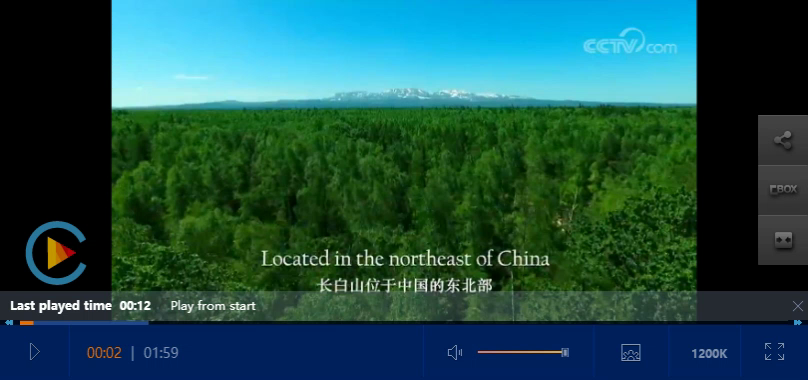 CCTV.com
CBOX
Located in the northeast of China
长白山位于中国的东北部
Last played time 00:12 Play from start
00:02 | 01:59
1200K